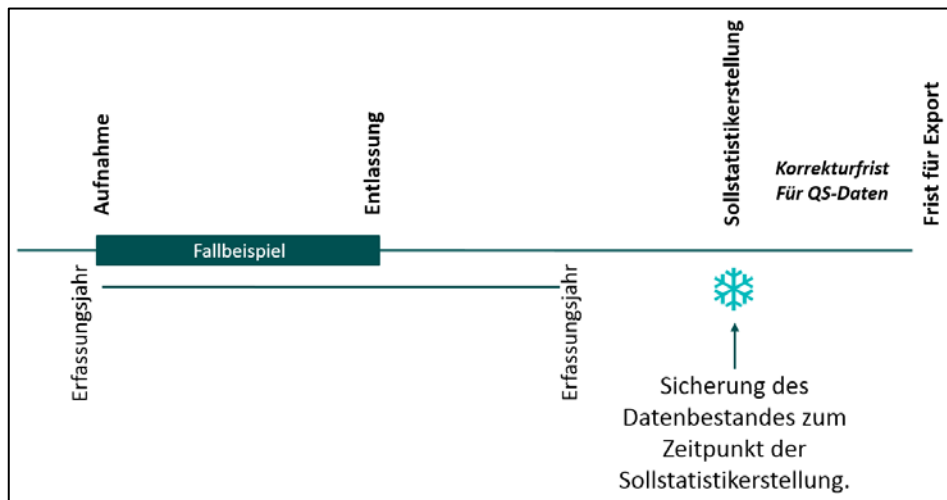 Aufnahme
Entlassung
Sollstatistikerstellung
Korrekturfrist
Für QS-Daten
Frist für Export
Fallbeispiel
Erfassungsjahr
Erfassungsjahr
Sicherung des
Datenbestandes zum
Zeitpunkt der
Sollstatistikerstellung.